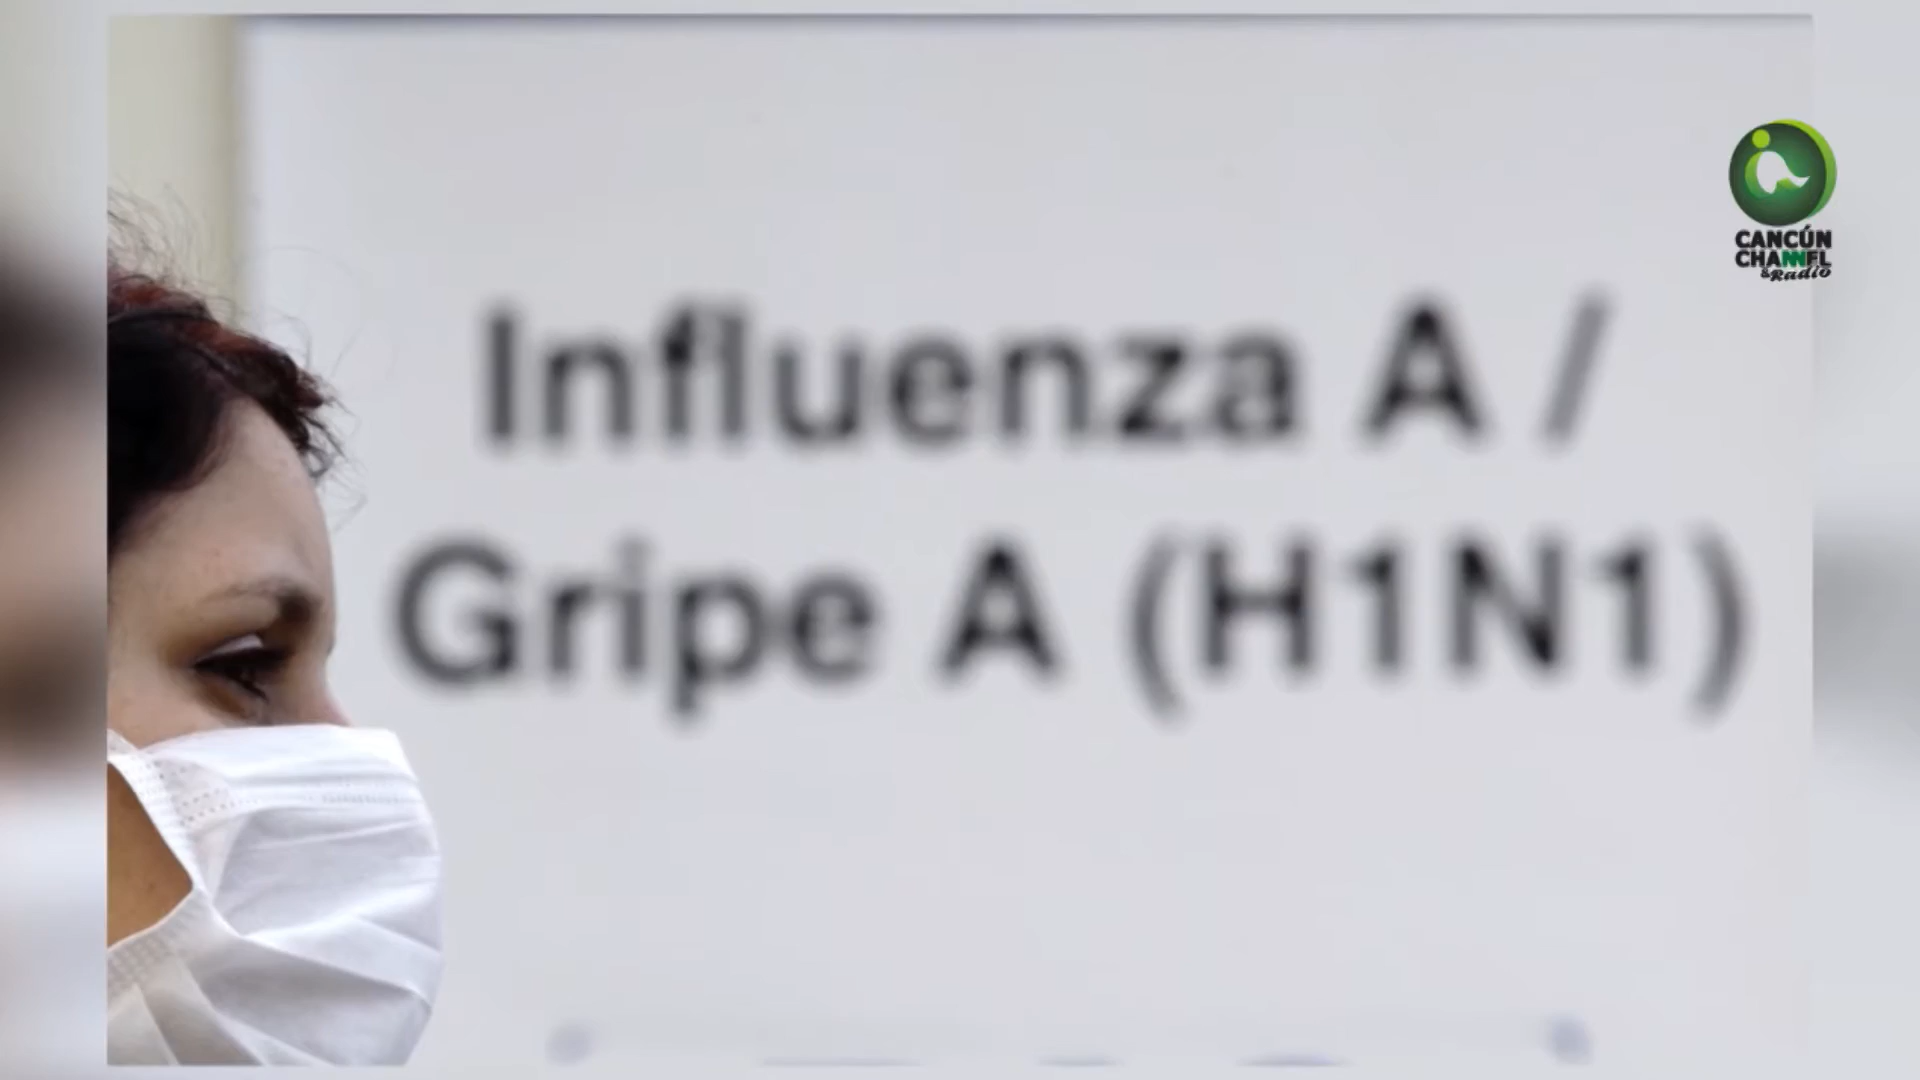 Influenza A /
Gripe A (H1N1)
CANCÚN
CHANNEL
&Radio